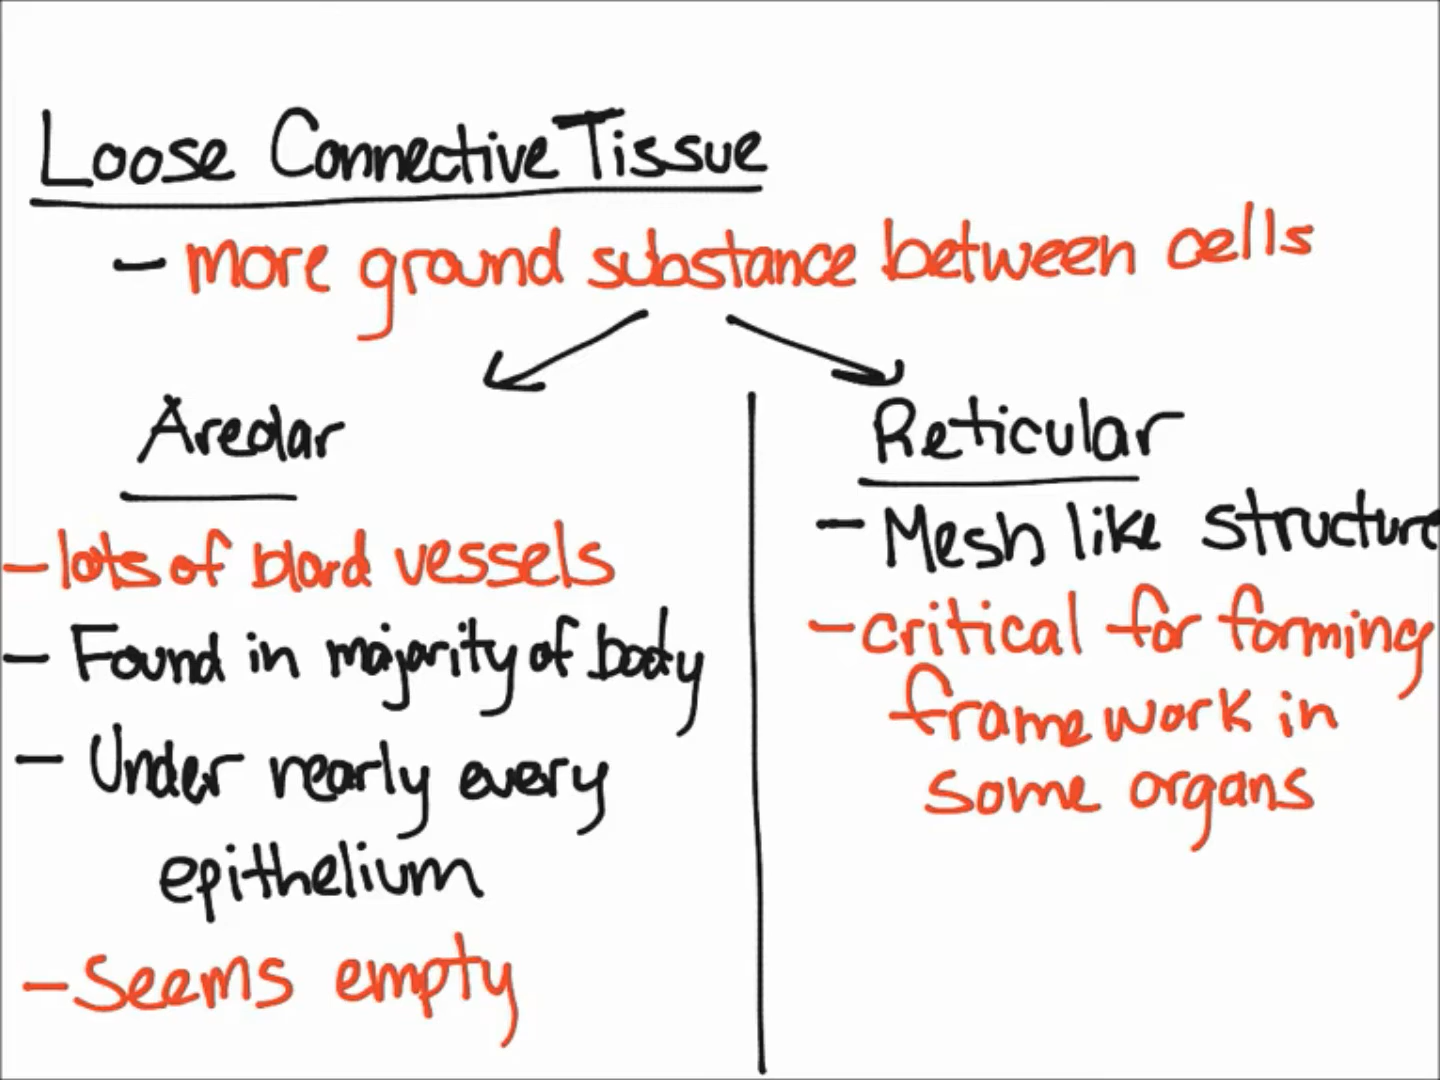 Loose Connective Tissue
- more ground substance between cells
Areolar
- lots of blood vessels
- Found in majority of body
- Under nearly every
epithelium
- seems empty
Reticular
- Mesh like structure
- critical for forming
framework in
some organs